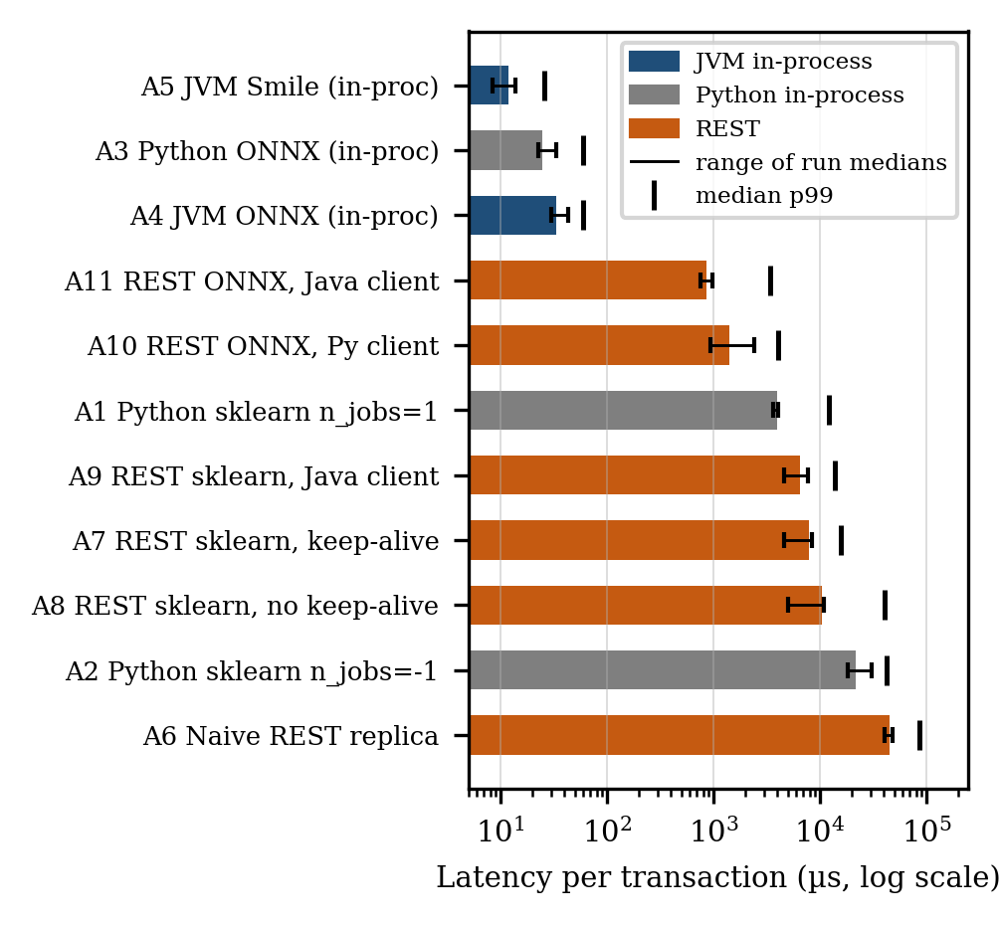 JVM in-process
Python in-process
REST
range of run medians
median p99
A5 JVM Smile (in-proc)
A3 Python ONNX (in-proc)
A4 JVM ONNX (in-proc)
A11 REST ONNX, Java client
A10 REST ONNX, Py client
A1 Python sklearn n_jobs=1
A9 REST sklearn, Java client
A7 REST sklearn, keep-alive
A8 REST sklearn, no keep-alive
A2 Python sklearn n_jobs=-1
A6 Naive REST replica
10¹ 10² 10³ 10⁴ 10⁵
Latency per transaction (µs, log scale)